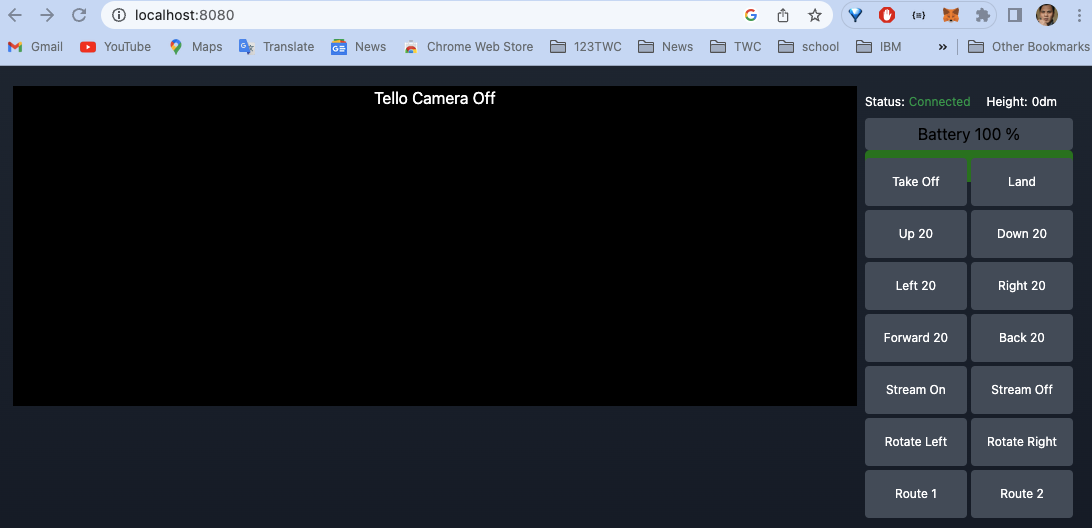 localhost:8080
Gmail YouTube Maps Translate News Chrome Web Store 123TWC News TWC school IBM » Other Bookmarks
Tello Camera Off
Status: Connected Height: 0dm
Battery 100 %
Take Off Land
Up 20 Down 20
Left 20 Right 20
Forward 20 Back 20
Stream On Stream Off
Rotate Left Rotate Right
Route 1 Route 2